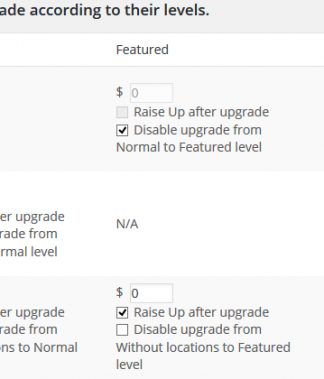 ade according to their levels.
Featured
$ 0
Raise Up after upgrade
Disable upgrade from
Normal to Featured level
er upgrade
rade from
rmal level
N/A
$ 0
er upgrade
Raise Up after upgrade
rade from
Disable upgrade from
ns to Normal
Without locations to Featured
level